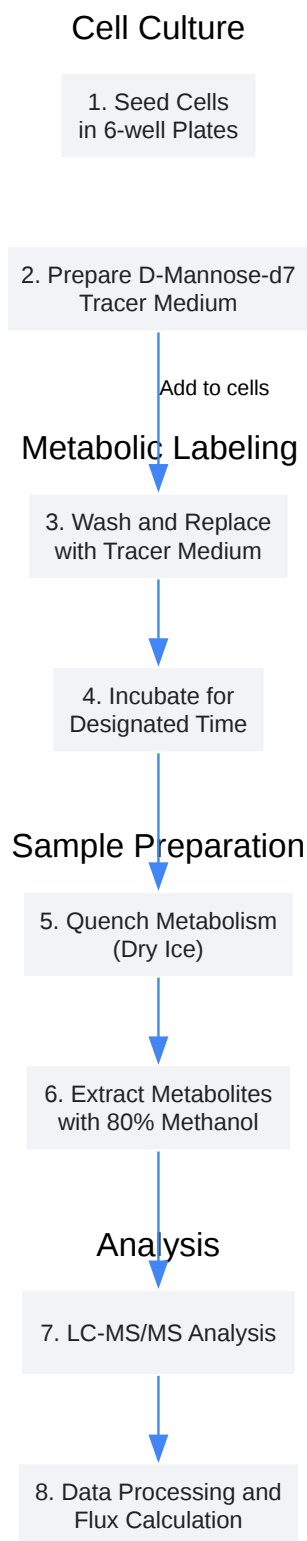 Cell Culture
1. Seed Cells
in 6-well Plates
2. Prepare D-Mannose-d7
Tracer Medium
Add to cells
Metabolic Labeling
3. Wash and Replace
with Tracer Medium
4. Incubate for
Designated Time
Sample Preparation
5. Quench Metabolism
(Dry Ice)
6. Extract Metabolites
with 80% Methanol
Analysis
7. LC-MS/MS Analysis
8. Data Processing and
Flux Calculation